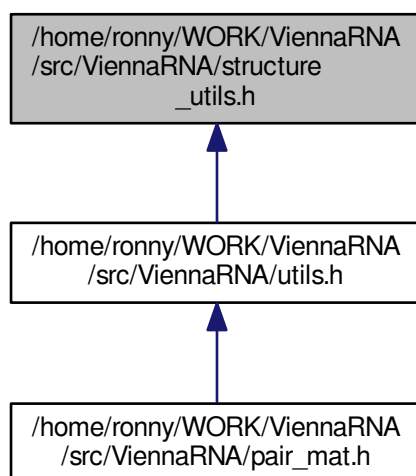 /home/ronny/WORK/ViennaRNA
/src/ViennaRNA/structure
_utils.h
/home/ronny/WORK/ViennaRNA
/src/ViennaRNA/utils.h
/home/ronny/WORK/ViennaRNA
/src/ViennaRNA/pair_mat.h